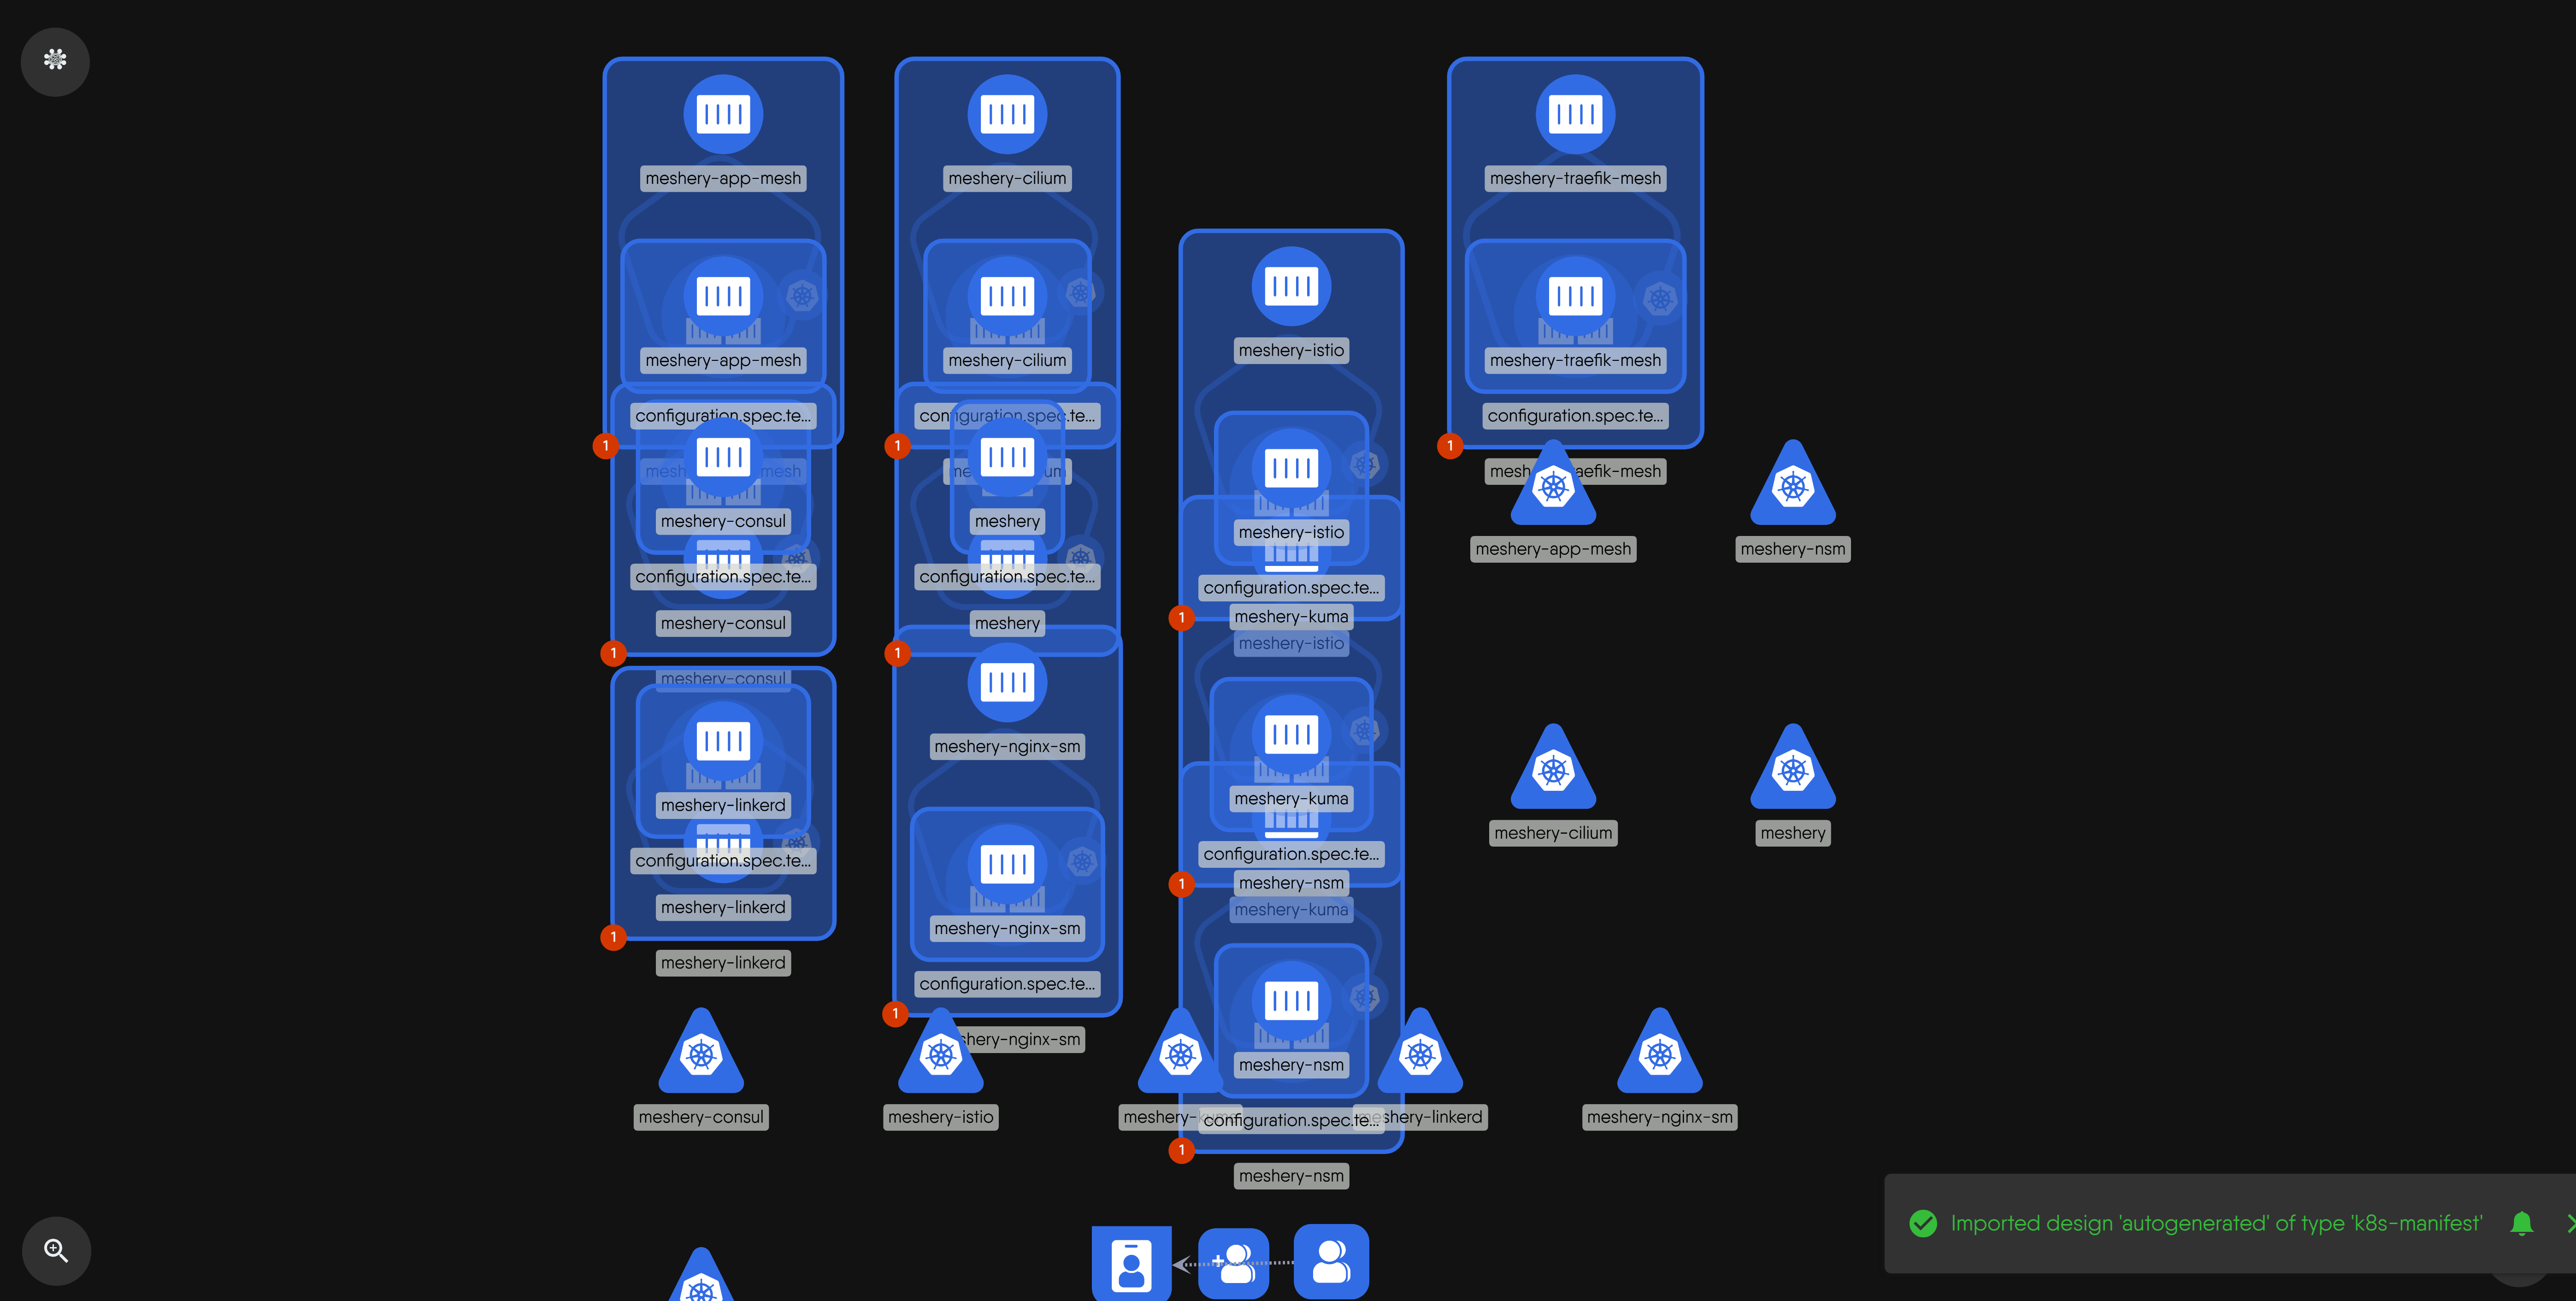 meshery-app-mesh
meshery-cilium
meshery-traefik-mesh
meshery-istio
meshery-app-mesh
meshery-cilium
meshery-traefik-mesh
configuration.spec.te...
configuration.spec.te...
configuration.spec.te...
1
1
1
mesh mesh
me um
mesh aefik-mesh
meshery-consul
meshery
meshery-istio
meshery-app-mesh
meshery-nsm
configuration.spec.te...
configuration.spec.te...
configuration.spec.te...
1
meshery-kuma
meshery-consul
meshery
meshery-istio
1
1
meshery-consul
meshery-nginx-sm
meshery-linkerd
meshery-kuma
meshery-cilium
meshery
configuration.spec.te...
configuration.spec.te...
1
meshery-nsm
meshery-linkerd
meshery-kuma
meshery-nginx-sm
1
meshery-linkerd
configuration.spec.te...
1
hery-nginx-sm
meshery-nsm
meshery-consul
meshery-istio
meshery-k
configuration.spec.te...
eshery-linkerd
meshery-nginx-sm
1
meshery-nsm
Imported design 'autogenerated' of type 'k8s-manifest'